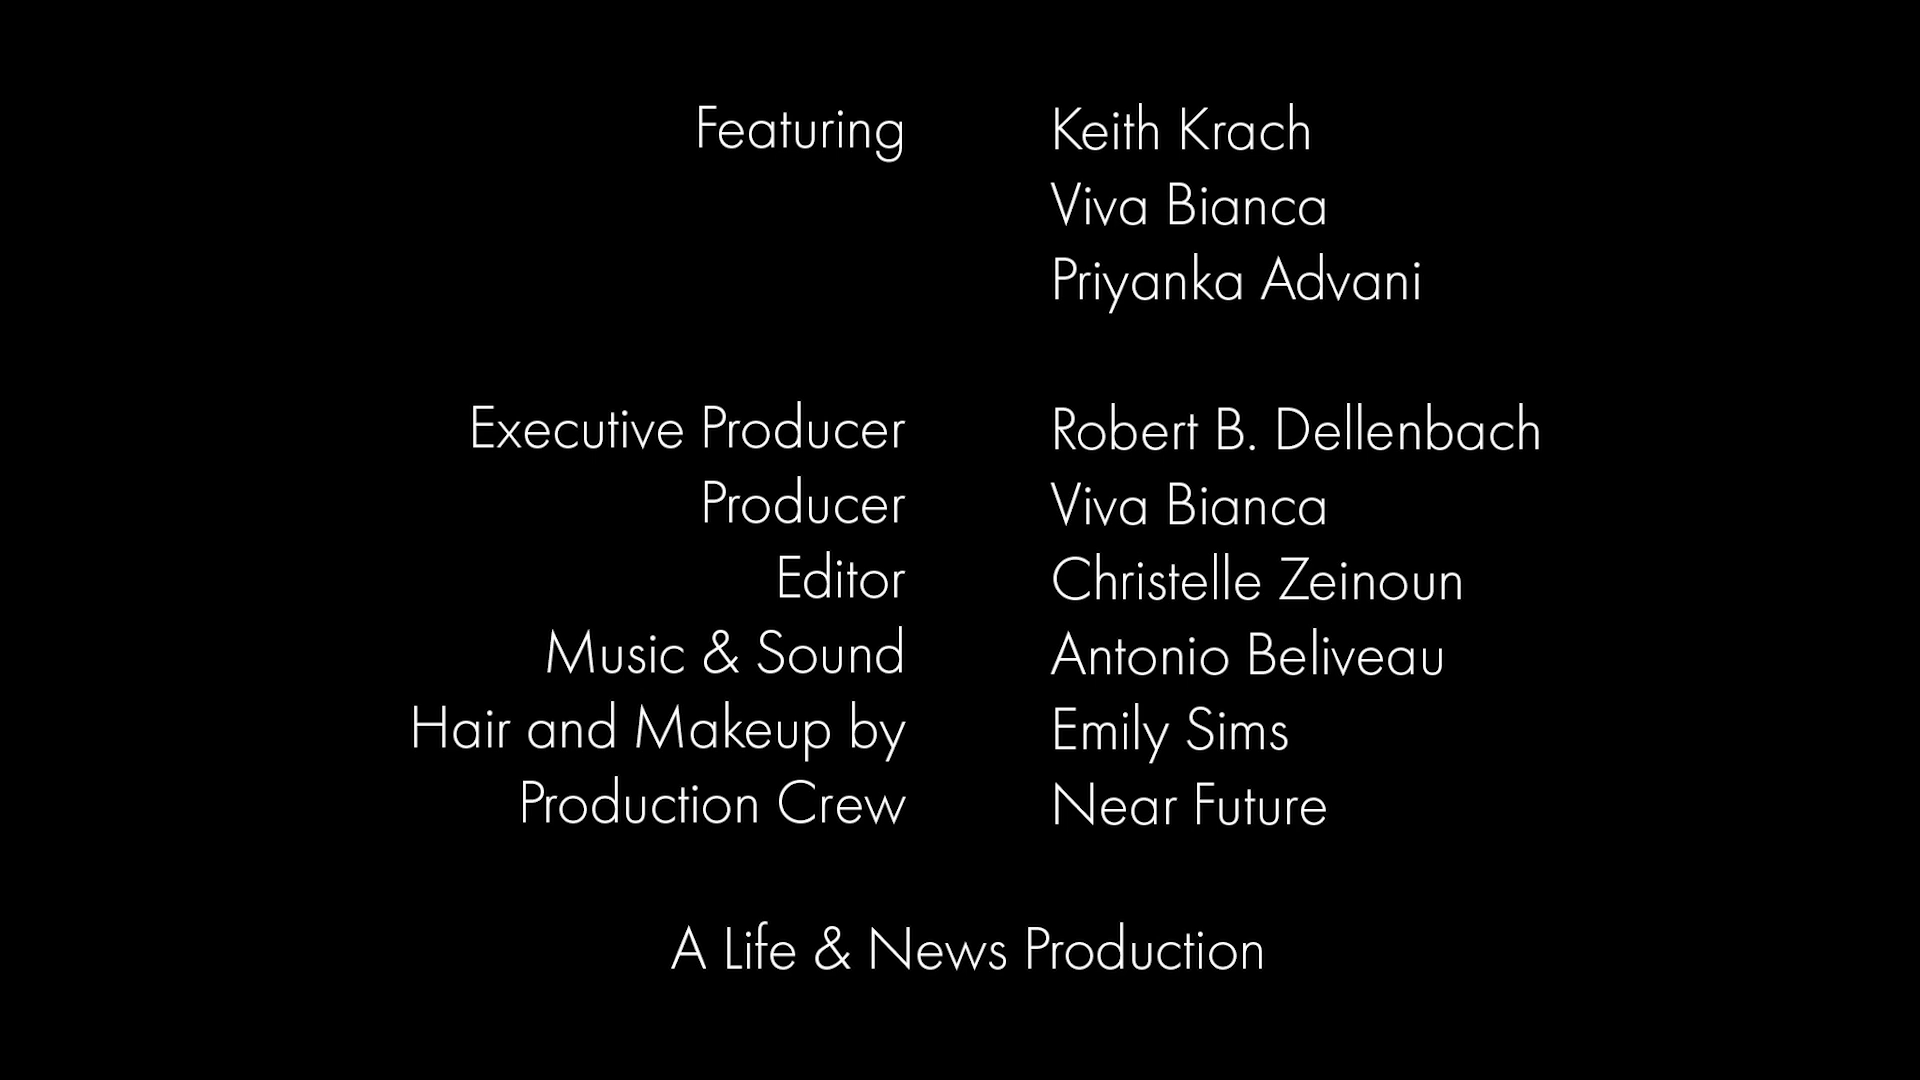 Featuring Keith Krach
Viva Bianca
Priyanka Advani
Executive Producer Robert B. Dellenbach
Producer Viva Bianca
Editor Christelle Zeinoun
Music & Sound Antonio Beliveau
Hair and Makeup by Emily Sims
Production Crew Near Future
A Life & News Production